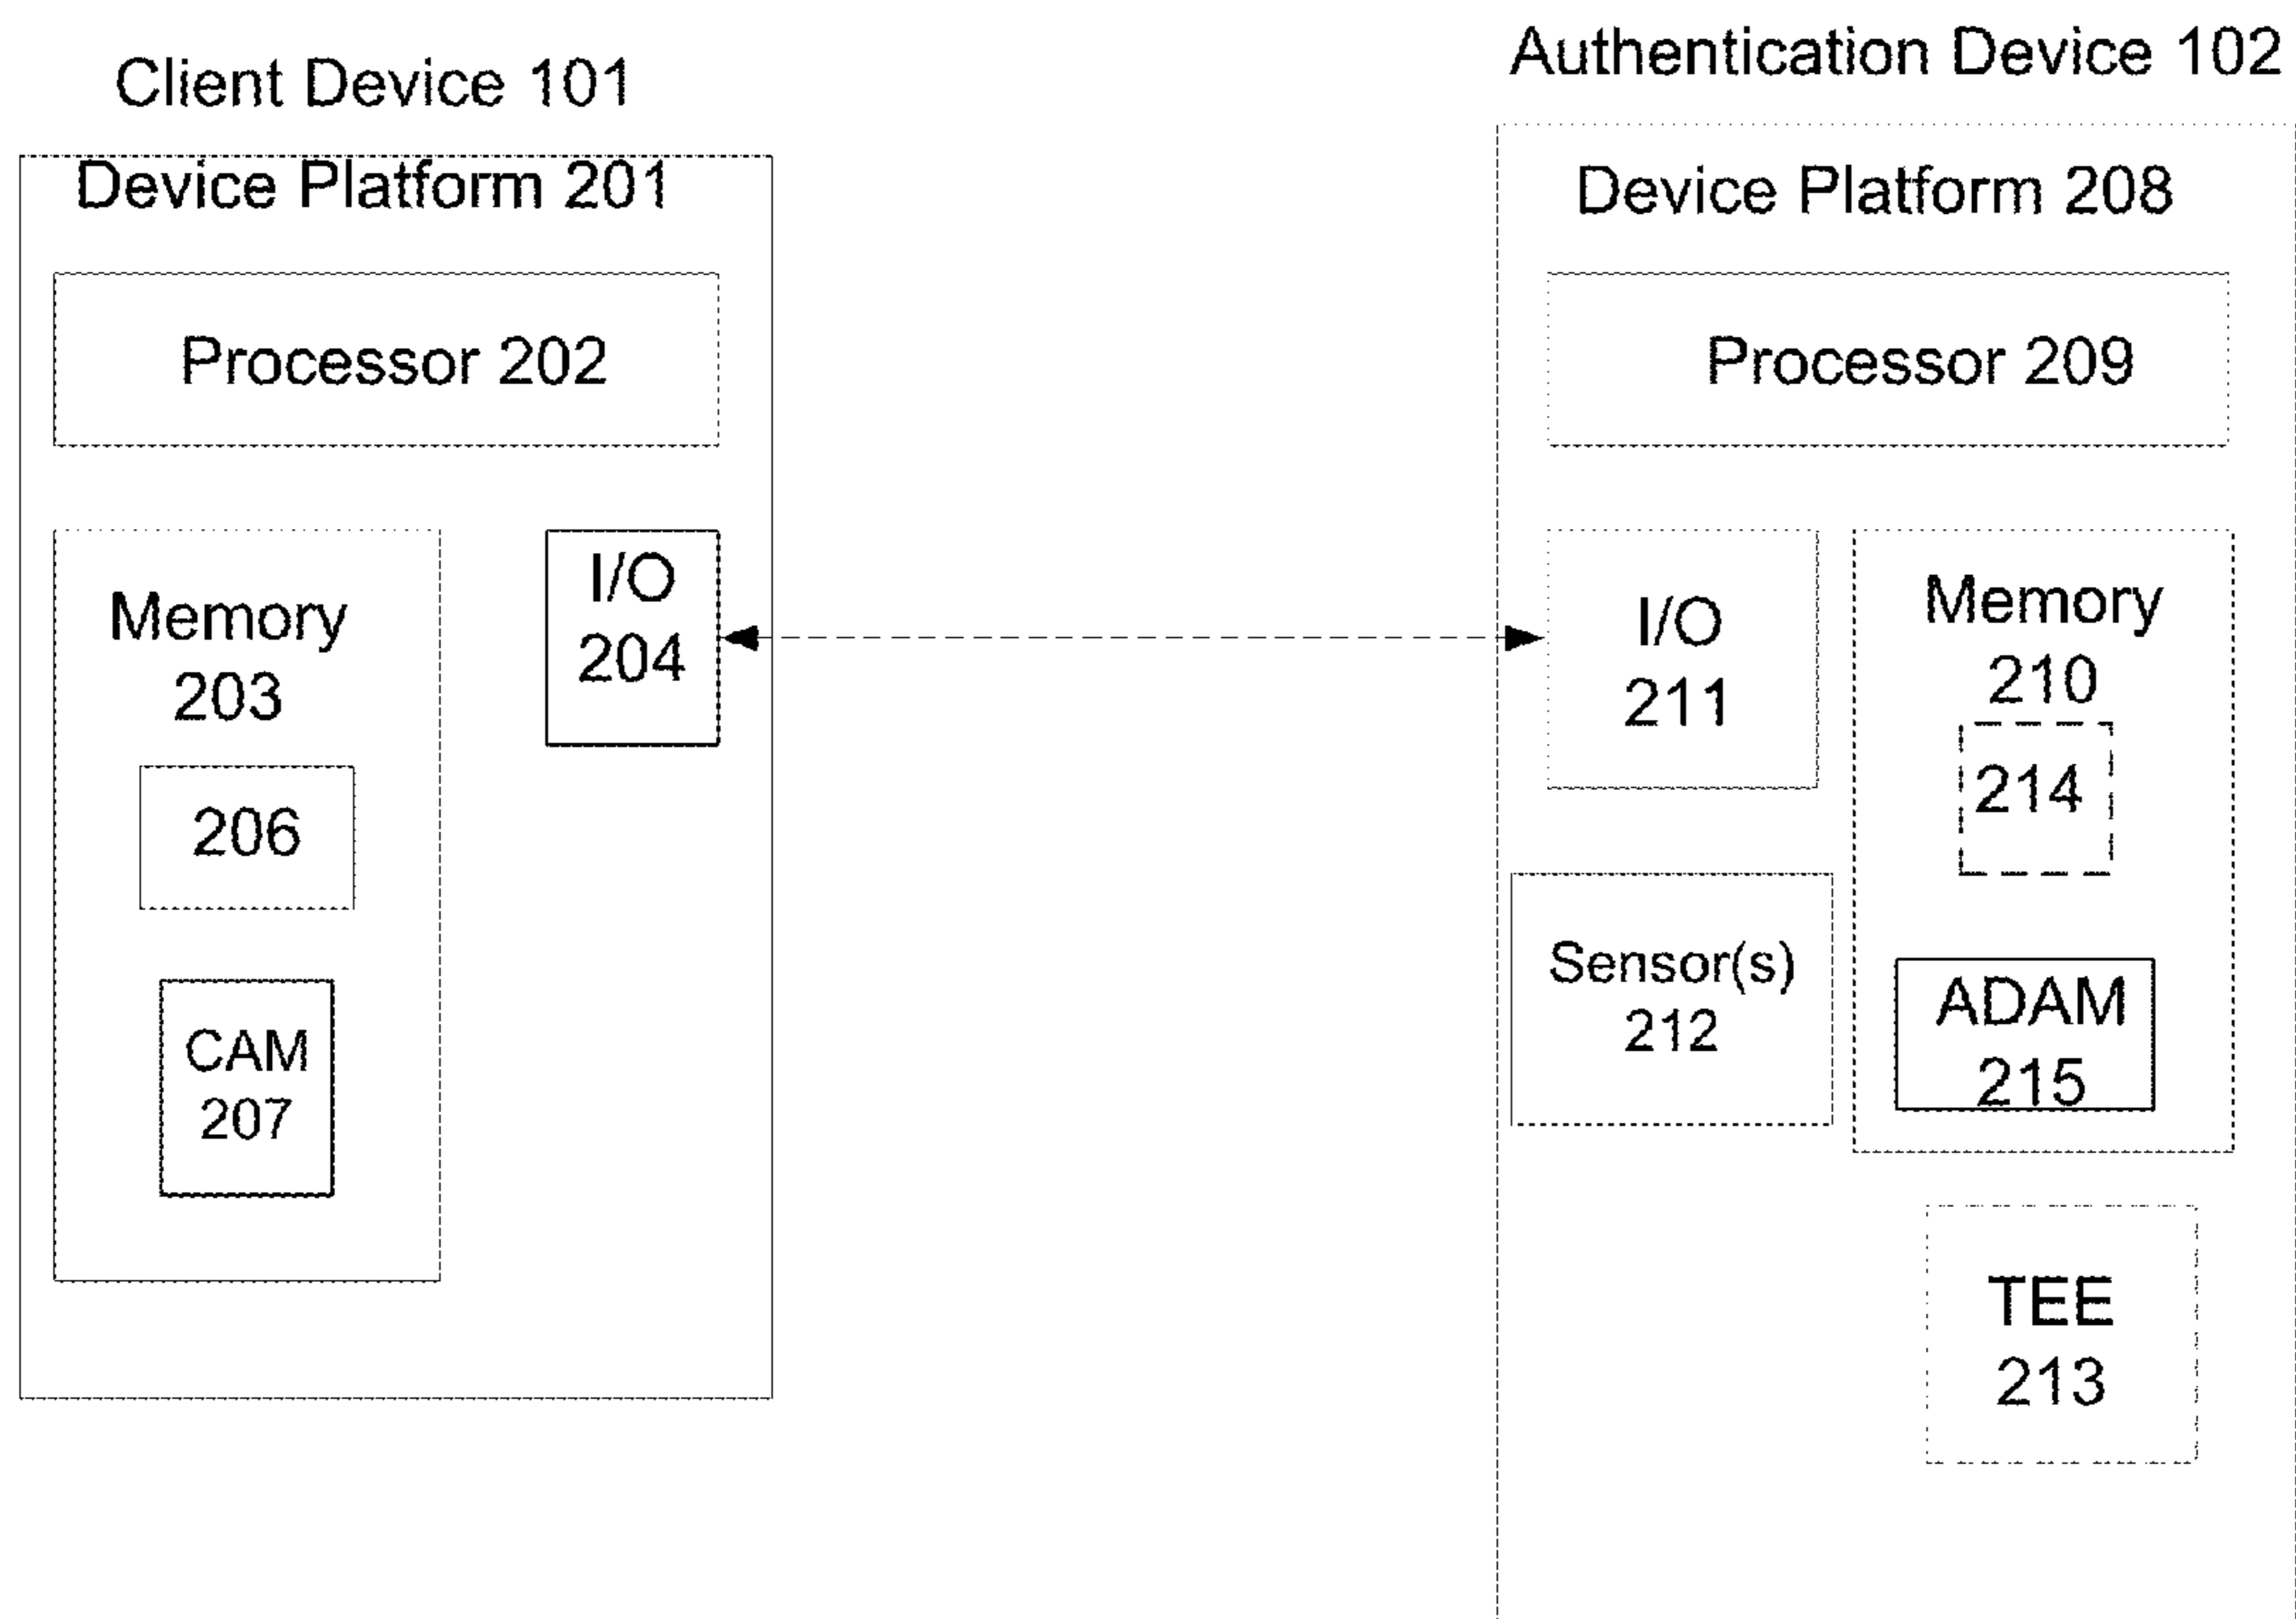 Client Device 101
Device Platform 201
Processor 202
Memory
203
206
CAM
207
I/O
204
Authentication Device 102
Device Platform 208
Processor 209
I/O
211
Memory
210
214
ADAM
215
Sensor(s)
212
TEE
213